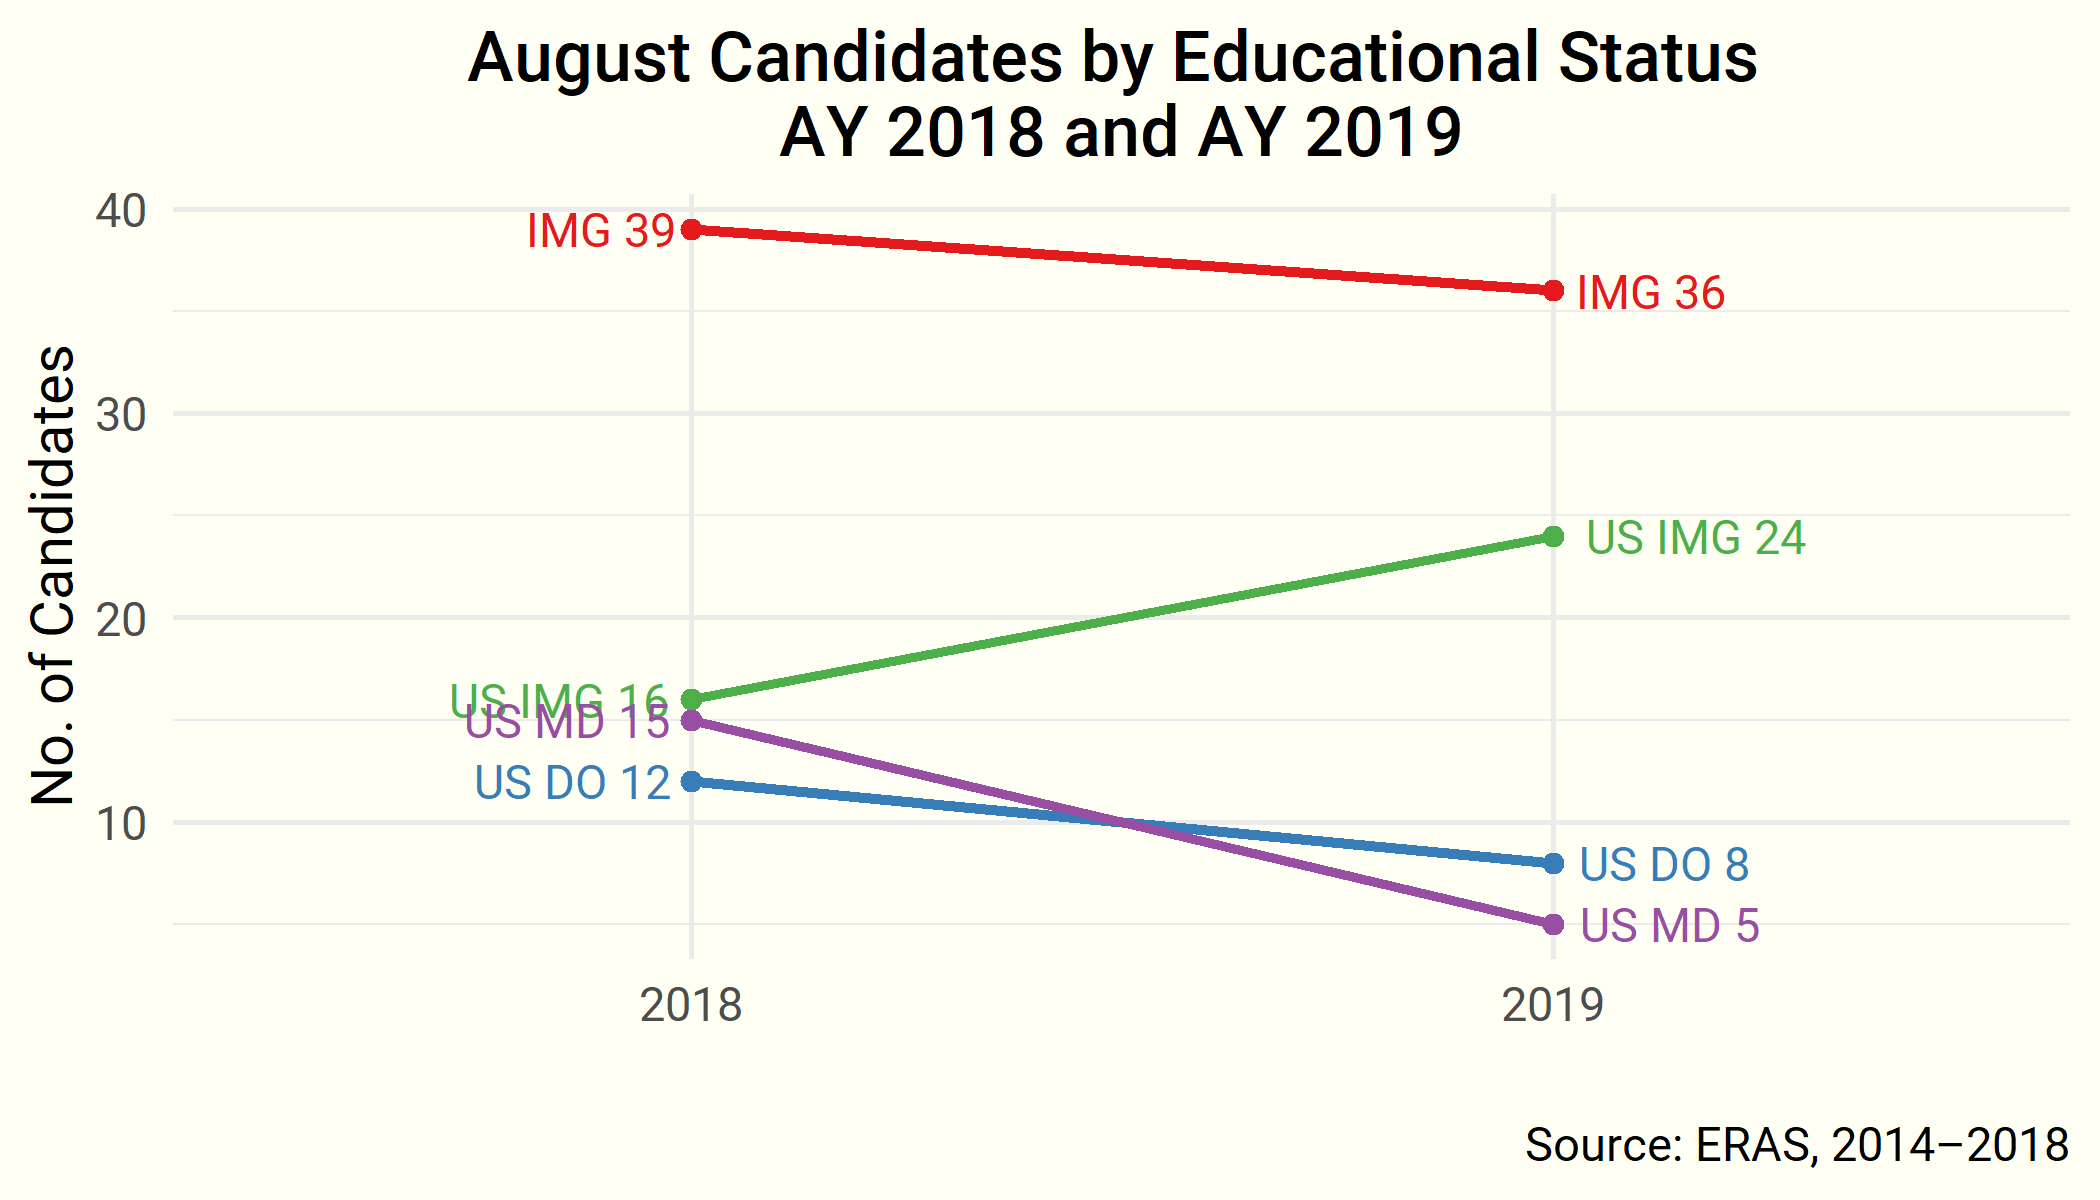 August Candidates by Educational Status
AY 2018 and AY 2019
No. of Candidates
40
30
20
10
IMG 39
IMG 36
US IMG 24
US IMG 16
US MD 15
US DO 12
US DO 8
US MD 5
2018
2019
Source: ERAS, 2014–2018